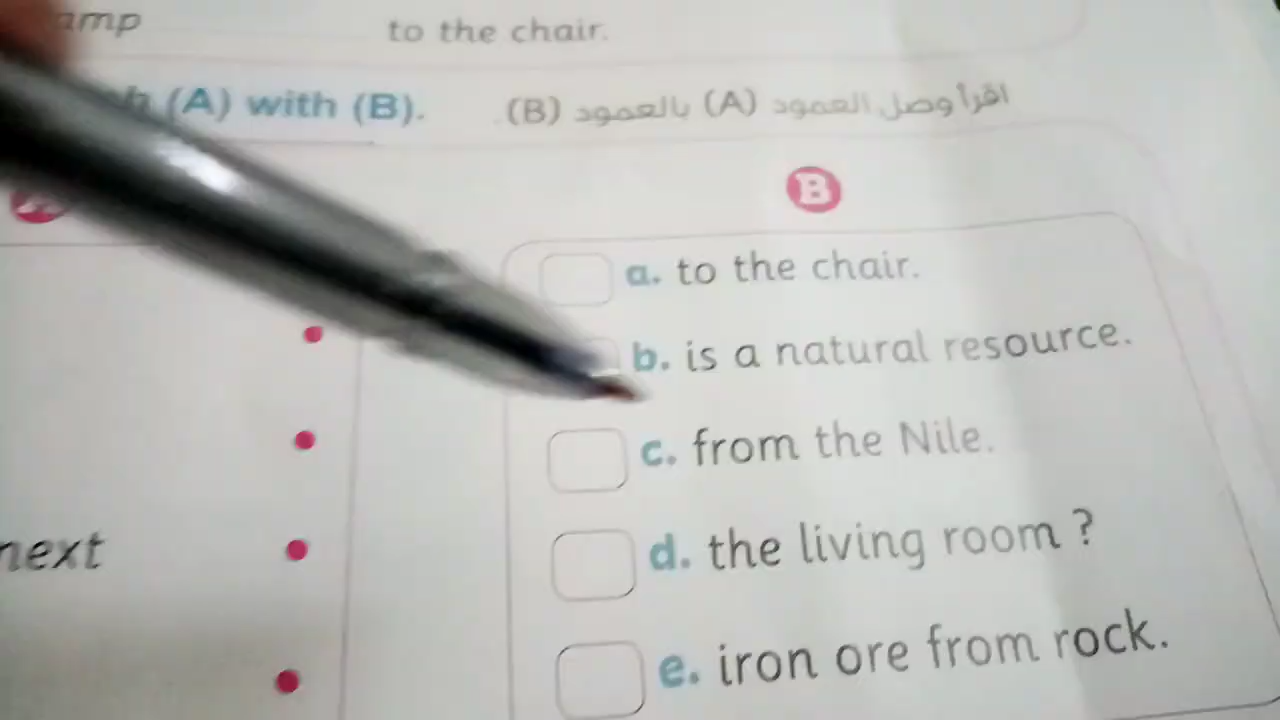 amp
to the chair.
(A) with (B). اقرأ وصل العمود (A) بالعمود (B)
B
a. to the chair.
b. is a natural resource.
c. from the Nile.
d. the living room ?
next
e. iron ore from rock.